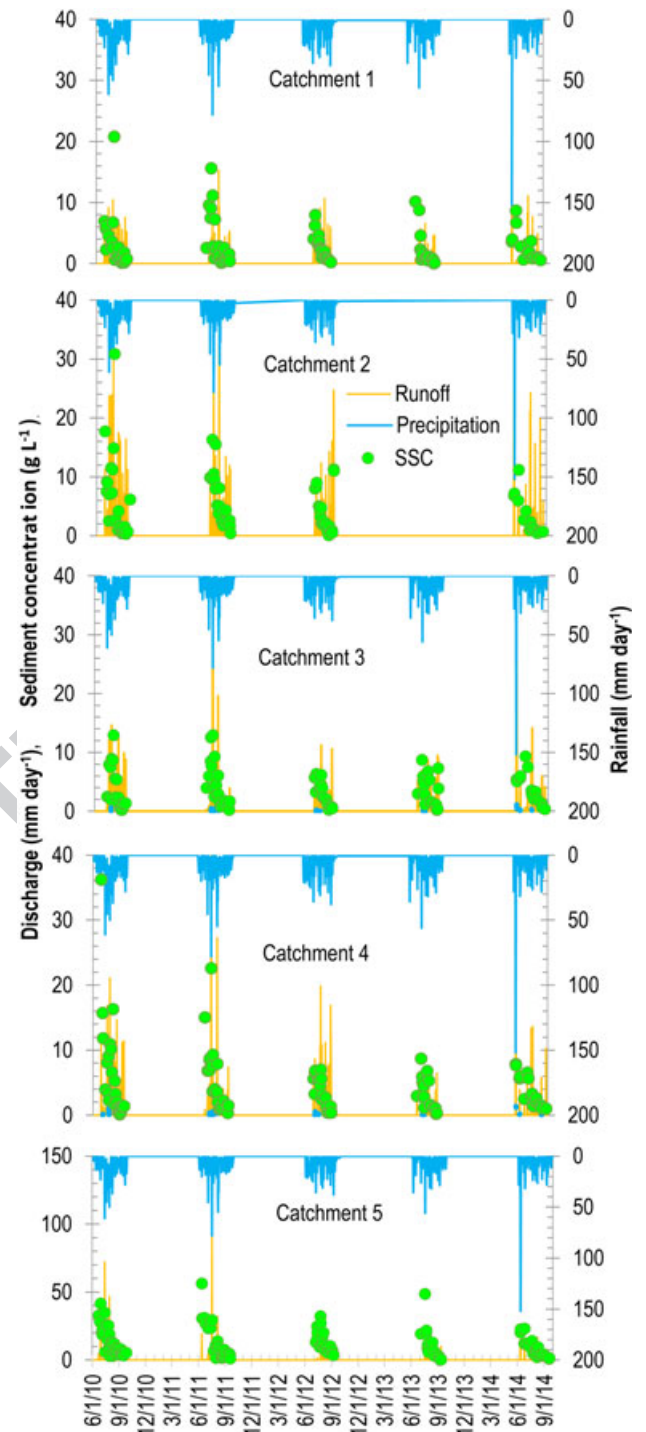 40 0
30 50
Catchment 1
20 100
10 150
0 200
40 0
30 50
Catchment 2
Runoff
20 100
Precipitation
SSC
10 150
0 200
40 0
30 50
Catchment 3
20 100
10 150
0 200
40 0
30 50
Catchment 4
20 100
10 150
0 200
150 0
Catchment 5
50
100
100
50 150
0 200
6/1/10 9/1/10 12/1/10 3/1/11 6/1/11 9/1/11 12/1/11 3/1/12 6/1/12 9/1/12 12/1/12 3/1/13 6/1/13 9/1/13 12/1/13 3/1/14 6/1/14 9/1/14
Discharge (mm day⁻¹), Sediment concentrat ion (g L⁻¹).
Rainfall (mm day⁻¹)